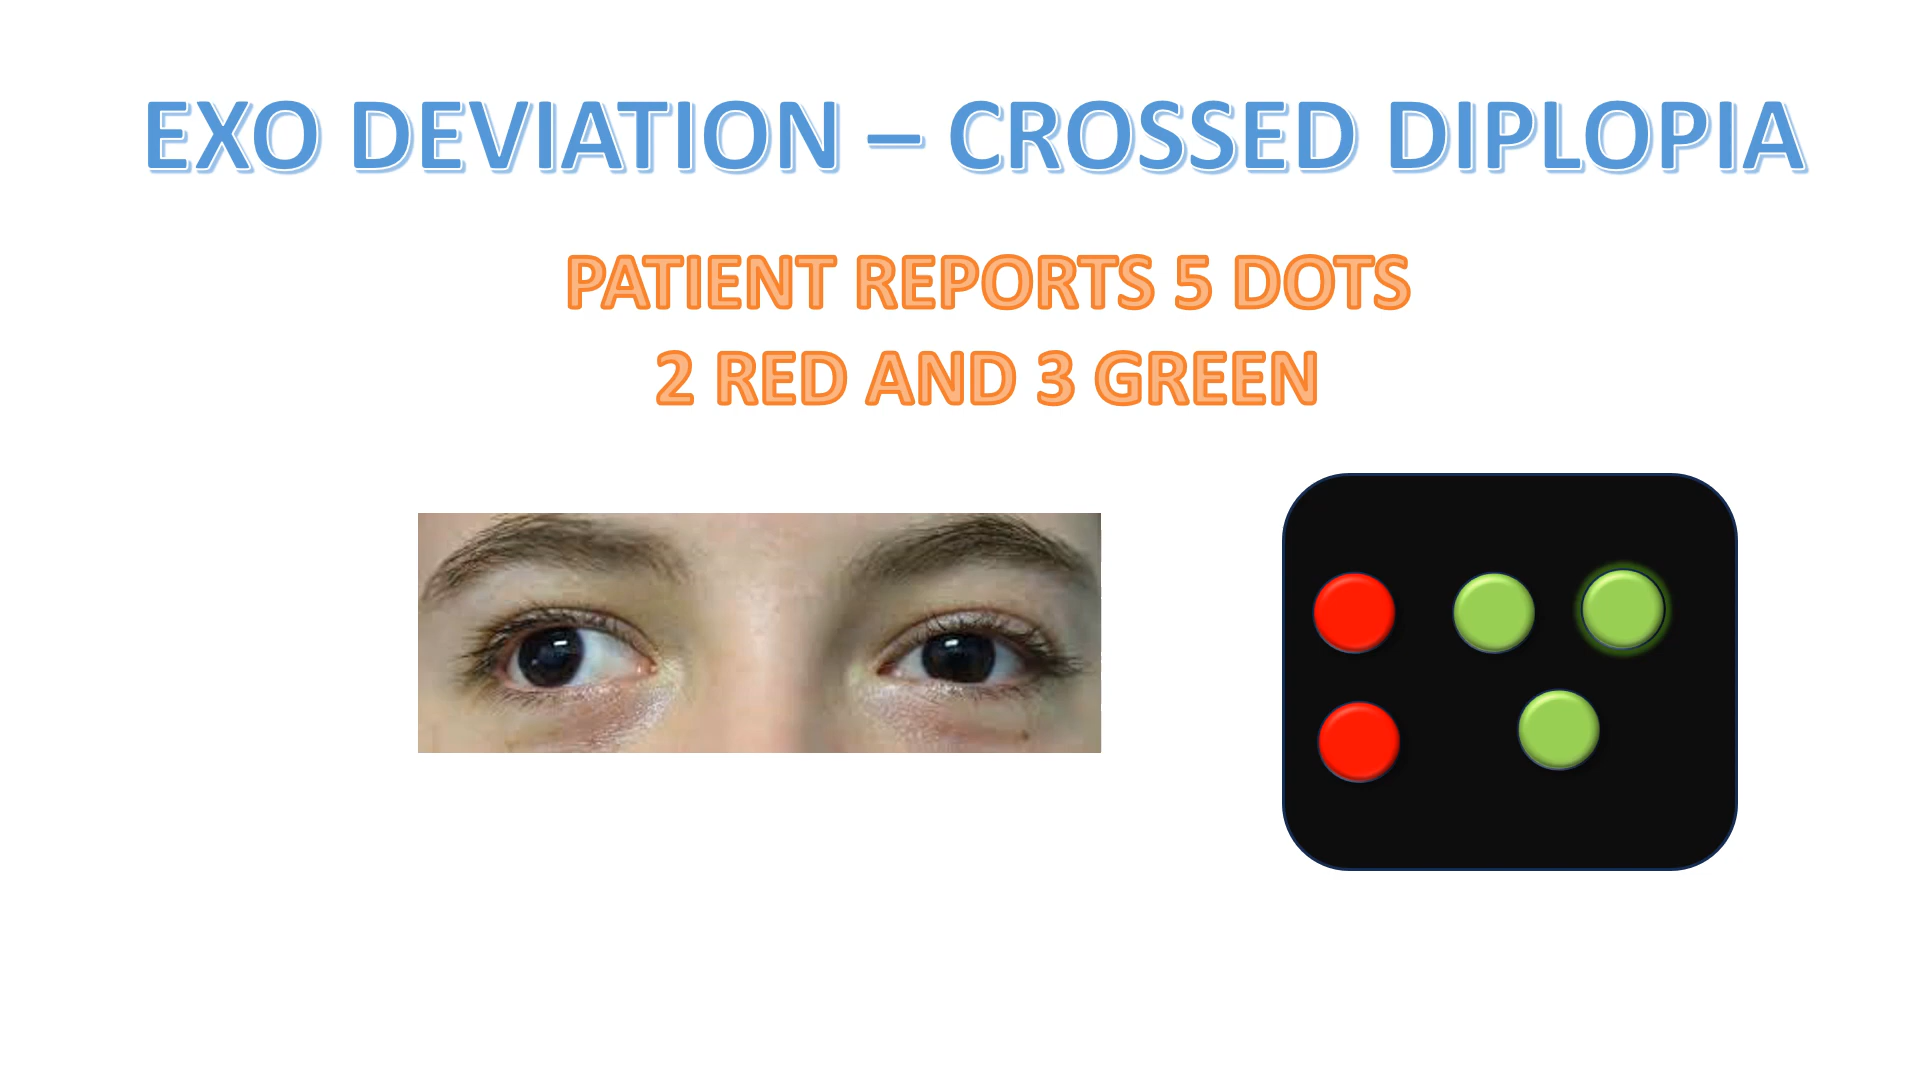 EXO DEVIATION – CROSSED DIPLOPIA
PATIENT REPORTS 5 DOTS
2 RED AND 3 GREEN